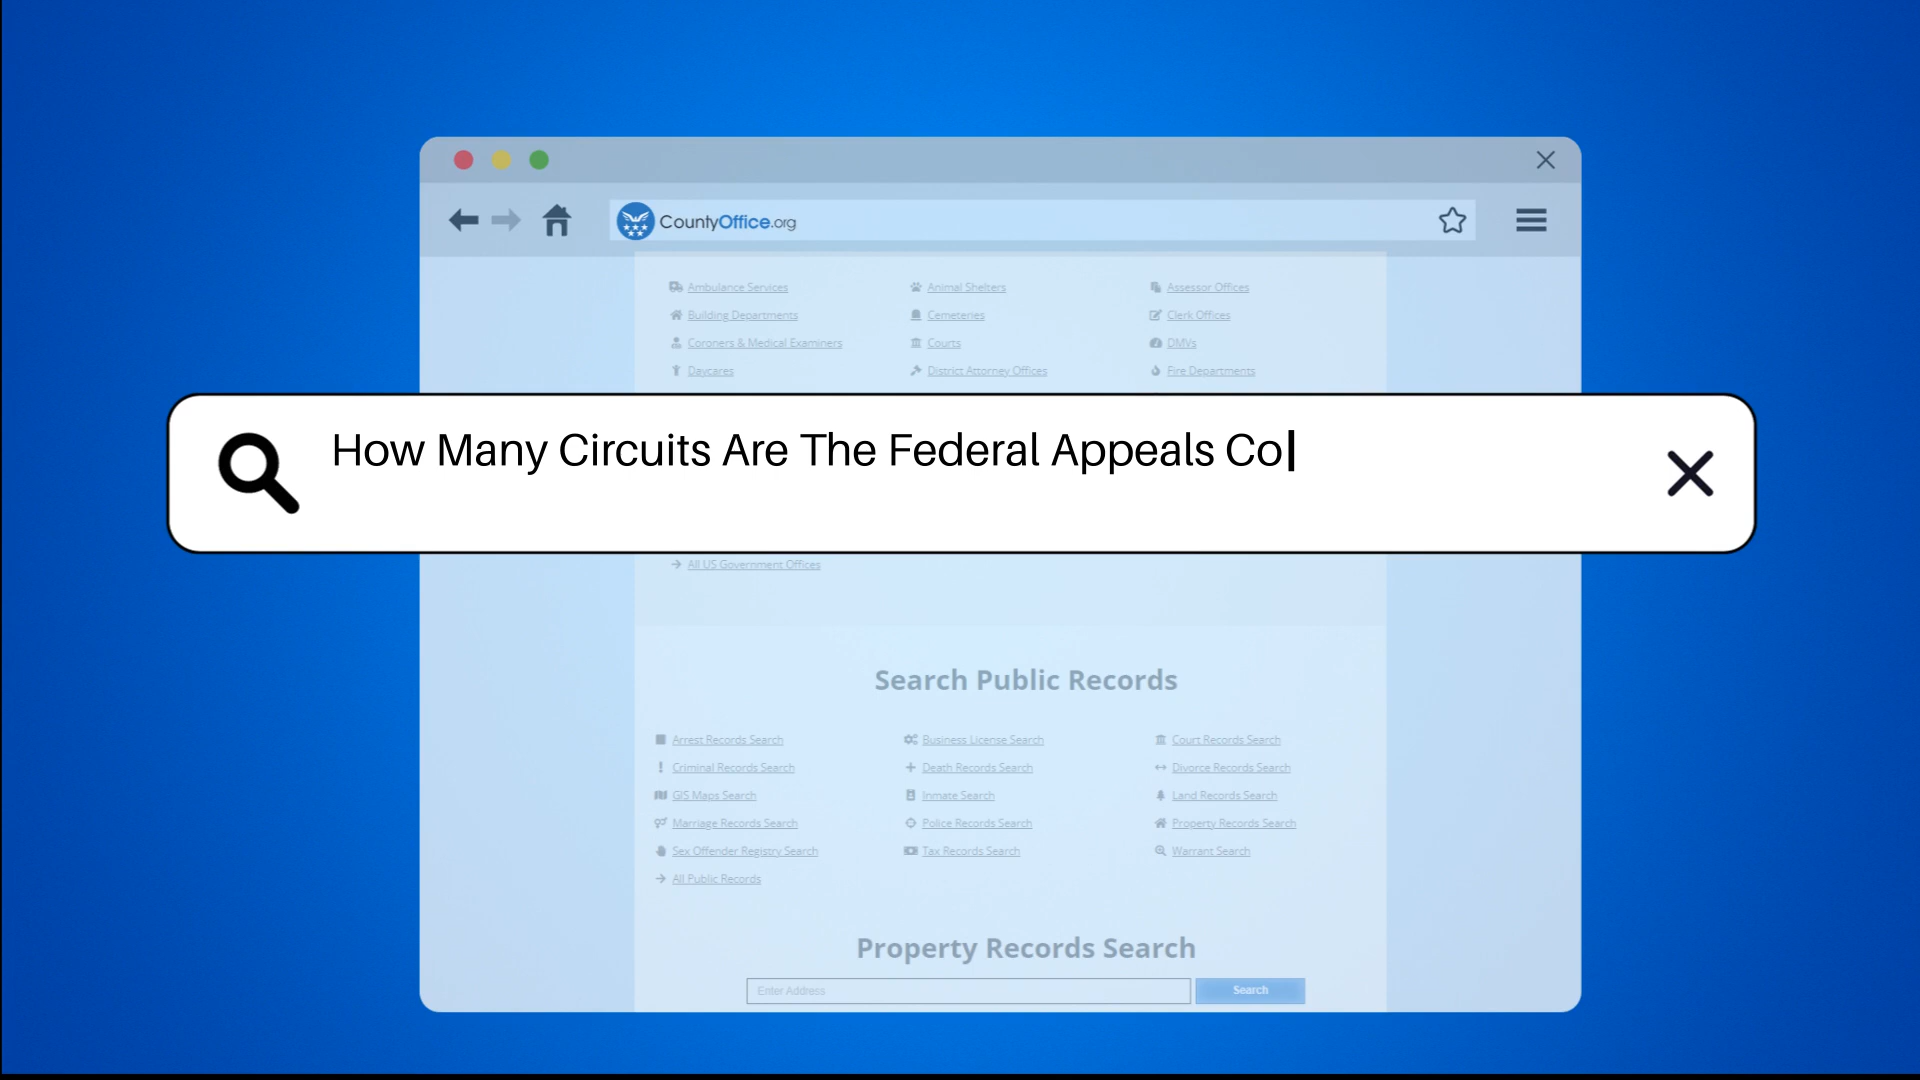 CountyOffice.org
Ambulance Services Animal Shelters Assessor Offices
Building Departments Cemeteries Clerk Offices
Coroners & Medical Examiners Courts DMVs
Daycares District Attorney Offices Fire Departments
How Many Circuits Are The Federal Appeals Co
All US Government Offices
Search Public Records
Arrest Records Search Business License Search Court Records Search
Criminal Records Search Death Records Search Divorce Records Search
GIS Maps Search Inmate Search Land Records Search
Marriage Records Search Police Records Search Property Records Search
Sex Offender Registry Search Tax Records Search Warrant Search
All Public Records
Property Records Search
Enter Address Search